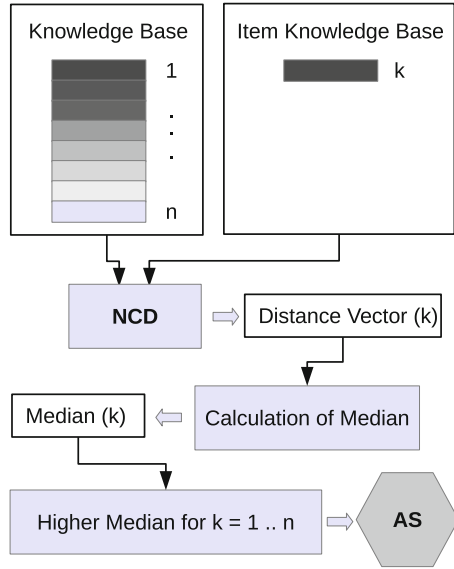 Knowledge Base
Item Knowledge Base
1
.
.
.
n
k
NCD
Distance Vector (k)
Calculation of Median
Median (k)
Higher Median for k = 1 .. n
AS